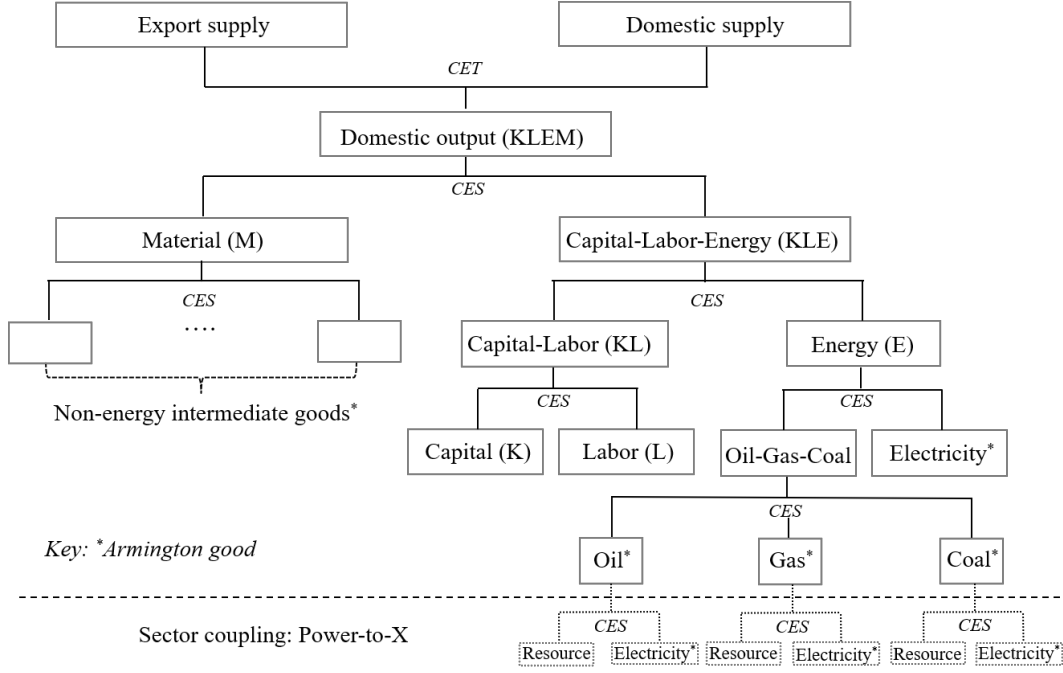 Export supply
Domestic supply
CET
Domestic output (KLEM)
CES
Material (M)
Capital-Labor-Energy (KLE)
CES
....
CES
Capital-Labor (KL)
Energy (E)
Non-energy intermediate goods*
CES
CES
Capital (K)
Labor (L)
Oil-Gas-Coal
Electricity*
CES
Key: *Armington good
Oil*
Gas*
Coal*
Sector coupling: Power-to-X
CES
CES
CES
Resource
Electricity*
Resource
Electricity*
Resource
Electricity*